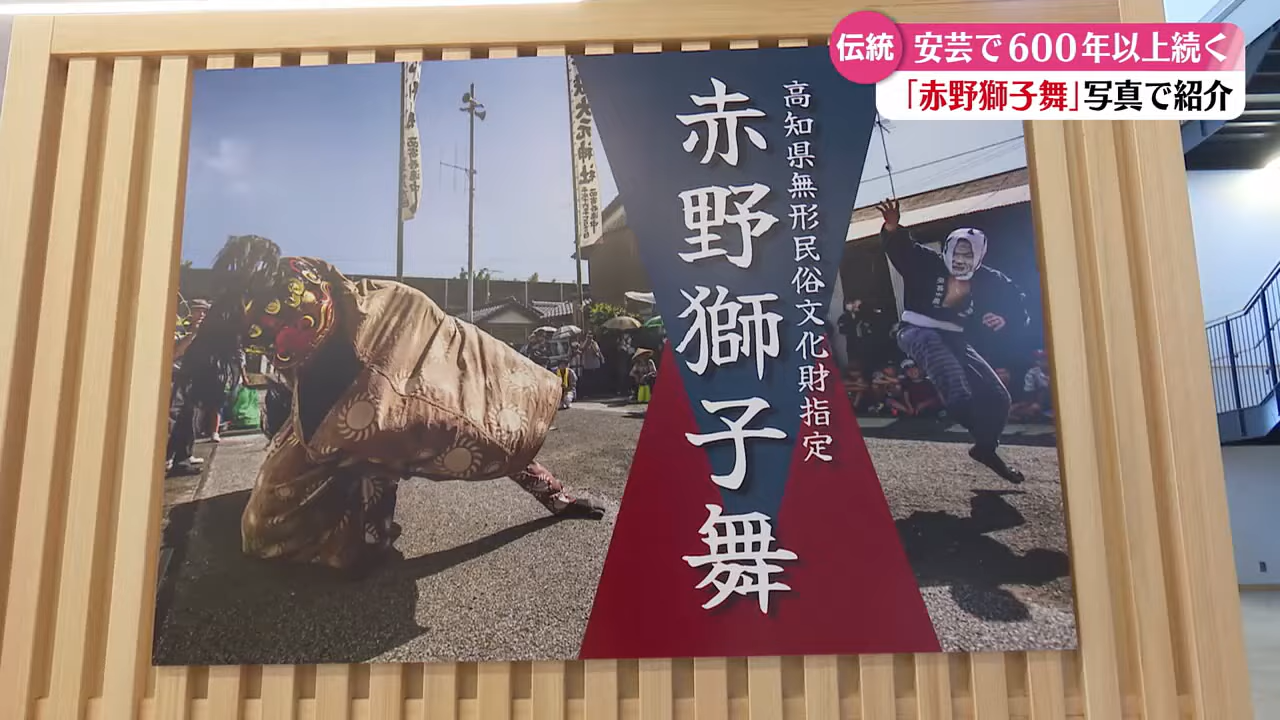 伝統
安芸で600年以上続く
「赤野獅子舞」写真で紹介
高知県無形民俗文化財指定
赤野獅子舞